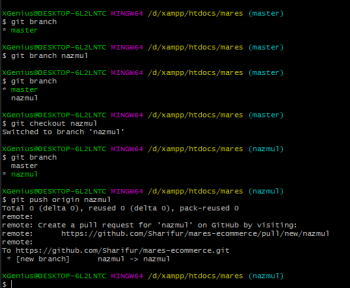 XGenius@DESKTOP-6L2LNTC MINGW64 /d/xampp/htdocs/mares (master)
$ git branch
* master
XGenius@DESKTOP-6L2LNTC MINGW64 /d/xampp/htdocs/mares (master)
$ git branch nazmul
XGenius@DESKTOP-6L2LNTC MINGW64 /d/xampp/htdocs/mares (master)
$ git branch
* master
nazmul
XGenius@DESKTOP-6L2LNTC MINGW64 /d/xampp/htdocs/mares (master)
$ git checkout nazmul
Switched to branch 'nazmul'
XGenius@DESKTOP-6L2LNTC MINGW64 /d/xampp/htdocs/mares (nazmul)
$ git branch
master
* nazmul
XGenius@DESKTOP-6L2LNTC MINGW64 /d/xampp/htdocs/mares (nazmul)
$ git push origin nazmul
Total 0 (delta 0), reused 0 (delta 0), pack-reused 0
remote:
remote: Create a pull request for 'nazmul' on GitHub by visiting:
remote: https://github.com/Sharifur/mares-ecommerce/pull/new/nazmul
remote:
To https://github.com/Sharifur/mares-ecommerce.git
* [new branch] nazmul -> nazmul
XGenius@DESKTOP-6L2LNTC MINGW64 /d/xampp/htdocs/mares (nazmul)
$